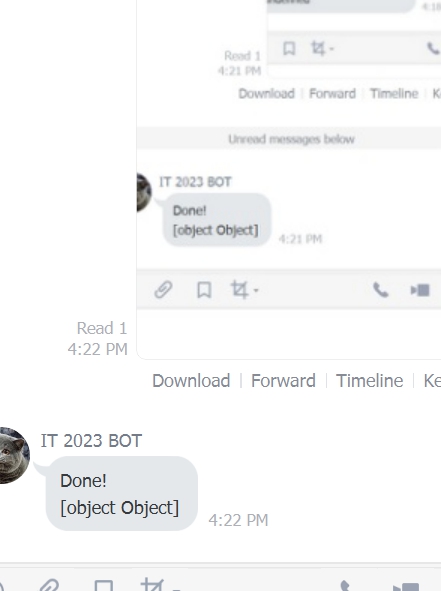 4:18
Read 1
4:21 PM
Download | Forward | Timeline | K
Unread messages below
IT 2023 BOT
Done!
[object Object]
4:21 PM
Read 1
4:22 PM
Download | Forward | Timeline | Ke
IT 2023 BOT
Done!
[object Object]
4:22 PM